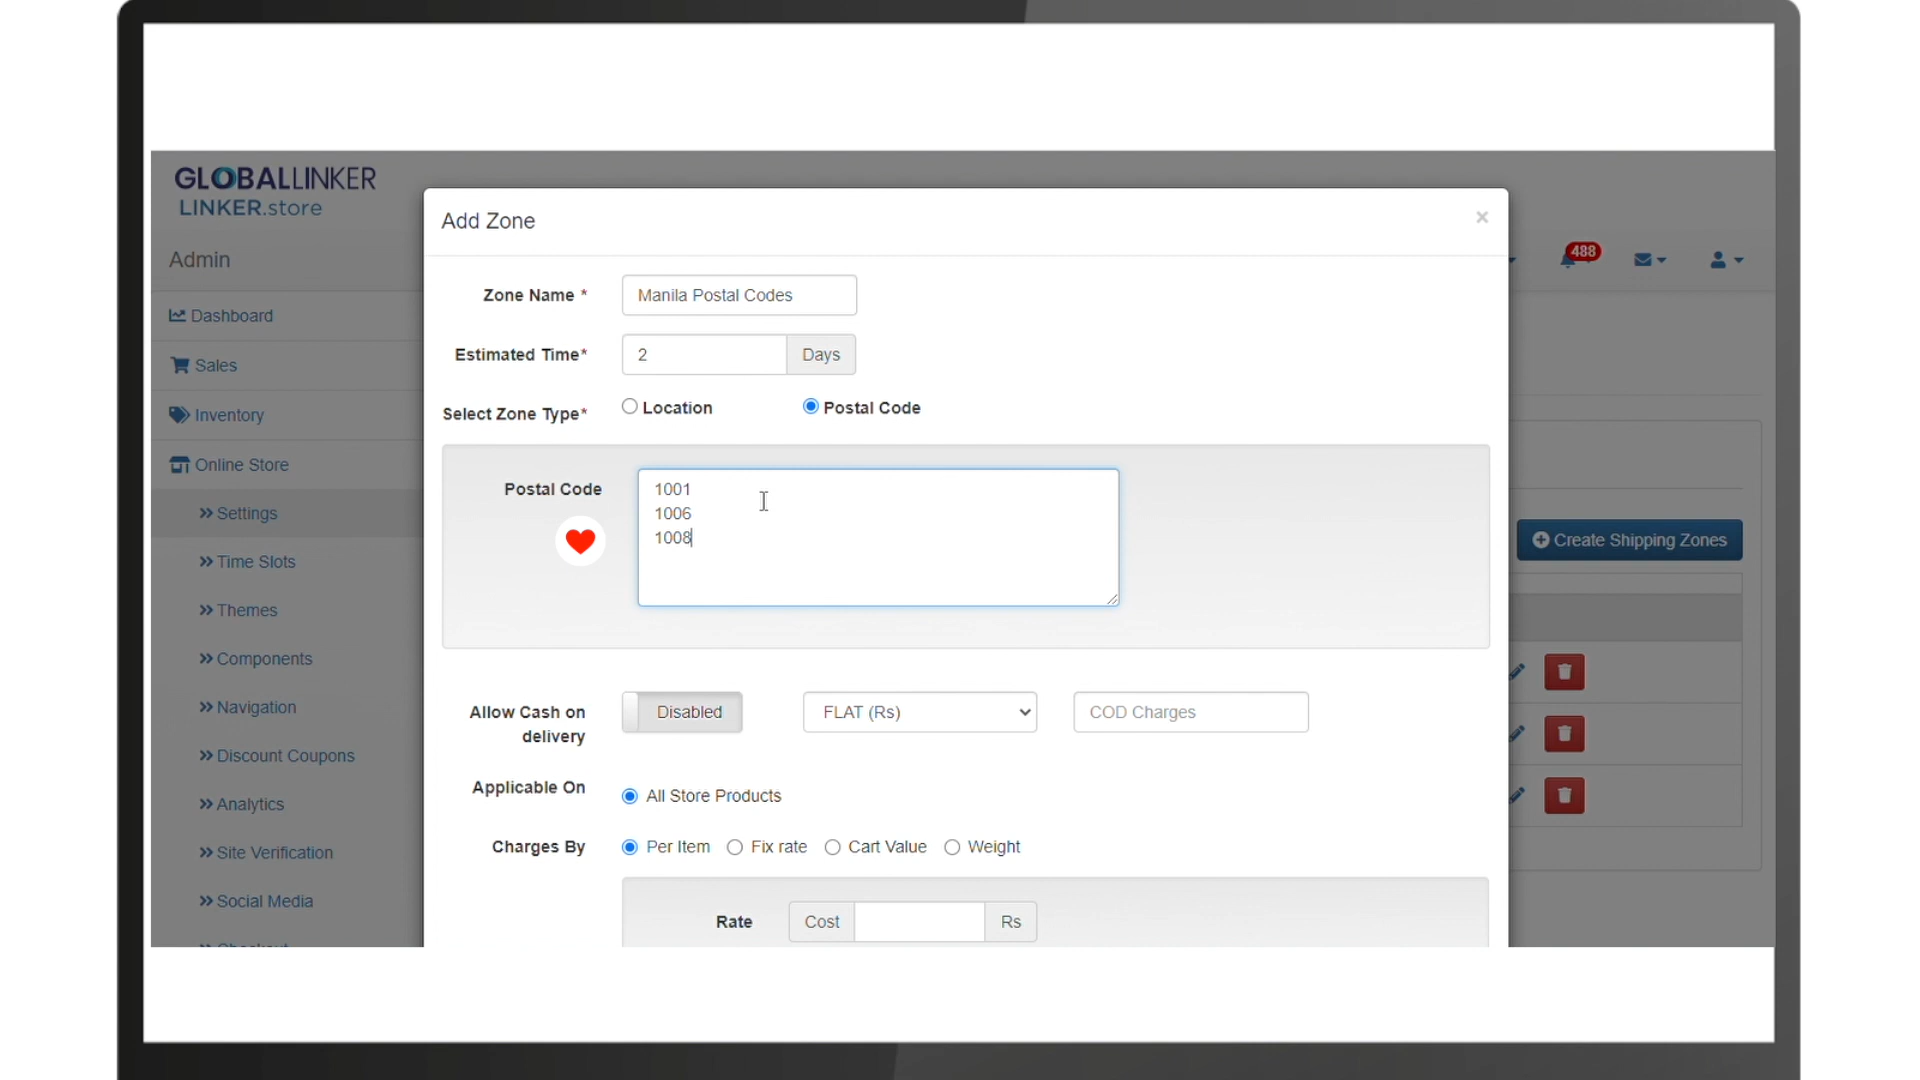 GLOBALLINKER
LINKER.store
Admin
Dashboard
Sales
Inventory
Online Store
Settings
Time Slots
Themes
Components
Navigation
Discount Coupons
Analytics
Site Verification
Social Media
Add Zone
×
Zone Name *
Manila Postal Codes
Estimated Time*
2
Days
Select Zone Type*
Location
Postal Code
Postal Code
1001
1006
1008
Allow Cash on
delivery
Disabled
FLAT (Rs)
COD Charges
Applicable On
All Store Products
Charges By
Per Item
Fix rate
Cart Value
Weight
Rate
Cost
Rs
488
Create Shipping Zones